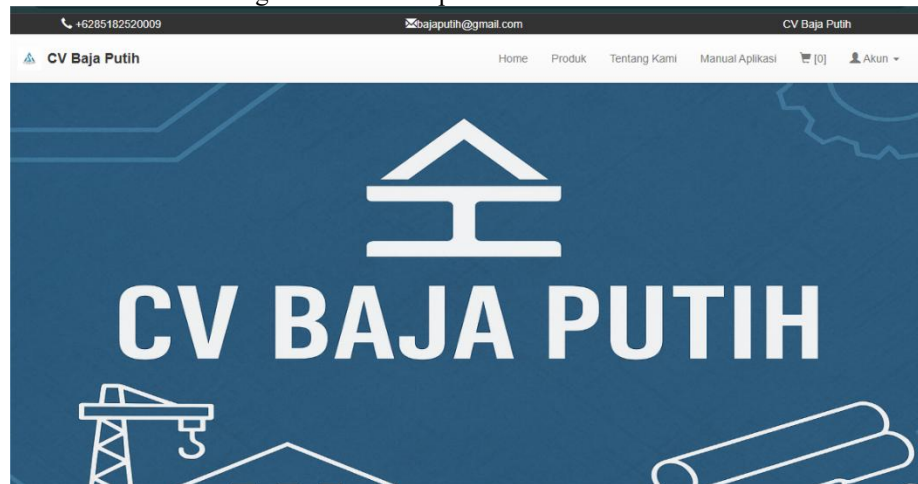 +6285182520009 bajaputih@gmail.com CV Baja Putih
CV Baja Putih Home Produk Tentang Kami Manual Aplikasi [0] Akun
CV BAJA PUTIH